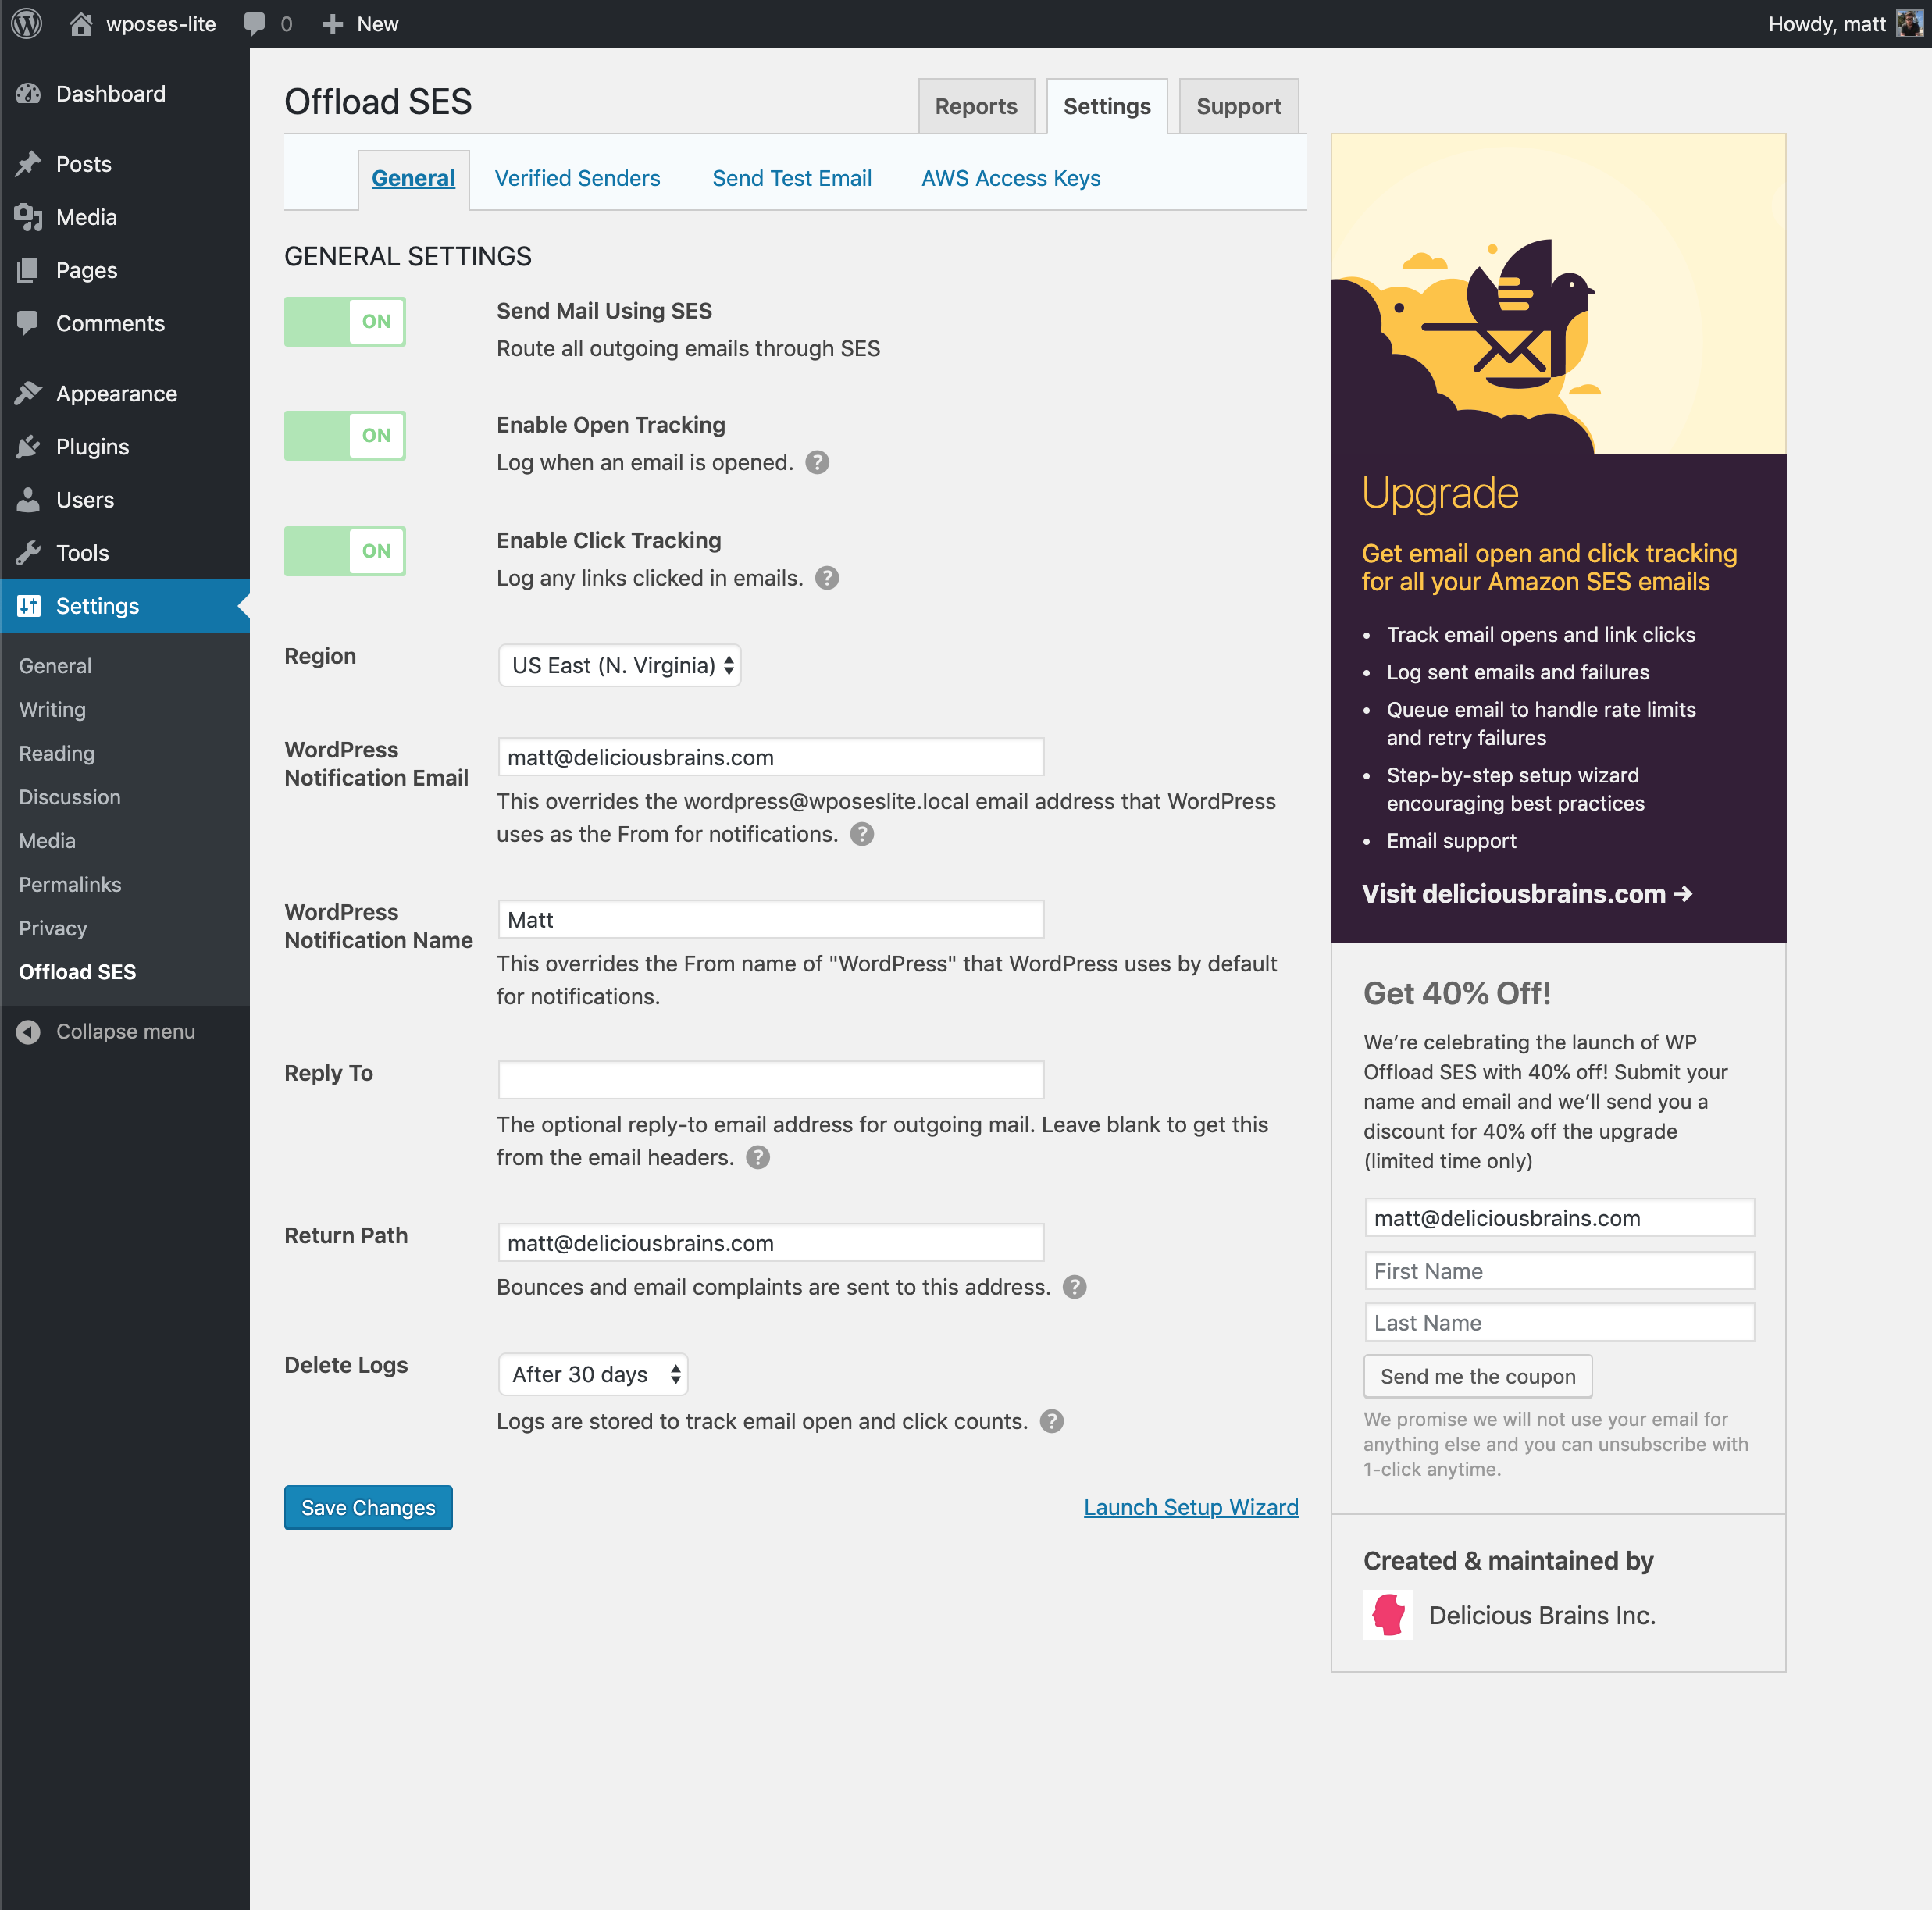 wposes-lite
0
New
Howdy, matt
Dashboard
Posts
Media
Pages
Comments
Appearance
Plugins
Users
Tools
Settings
General
Writing
Reading
Discussion
Media
Permalinks
Privacy
Offload SES
Collapse menu
Offload SES
Reports
Settings
Support
General
Verified Senders
Send Test Email
AWS Access Keys
GENERAL SETTINGS
ON
Send Mail Using SES
Route all outgoing emails through SES
ON
Enable Open Tracking
Log when an email is opened. ?
ON
Enable Click Tracking
Log any links clicked in emails. ?
Region
US East (N. Virginia)
WordPress
Notification Email
matt@deliciousbrains.com
This overrides the wordpress@wposeslite.local email address that WordPress
uses as the From for notifications. ?
WordPress
Notification Name
Matt
This overrides the From name of "WordPress" that WordPress uses by default
for notifications.
Reply To
The optional reply-to email address for outgoing mail. Leave blank to get this
from the email headers. ?
Return Path
matt@deliciousbrains.com
Bounces and email complaints are sent to this address. ?
Delete Logs
After 30 days
Logs are stored to track email open and click counts. ?
Save Changes
Launch Setup Wizard
Upgrade
Get email open and click tracking
for all your Amazon SES emails
• Track email opens and link clicks
• Log sent emails and failures
• Queue email to handle rate limits
and retry failures
• Step-by-step setup wizard
encouraging best practices
• Email support
Visit deliciousbrains.com →
Get 40% Off!
We’re celebrating the launch of WP
Offload SES with 40% off! Submit your
name and email and we’ll send you a
discount for 40% off the upgrade
(limited time only)
matt@deliciousbrains.com
First Name
Last Name
Send me the coupon
We promise we will not use your email for
anything else and you can unsubscribe with
1-click anytime.
Created & maintained by
Delicious Brains Inc.